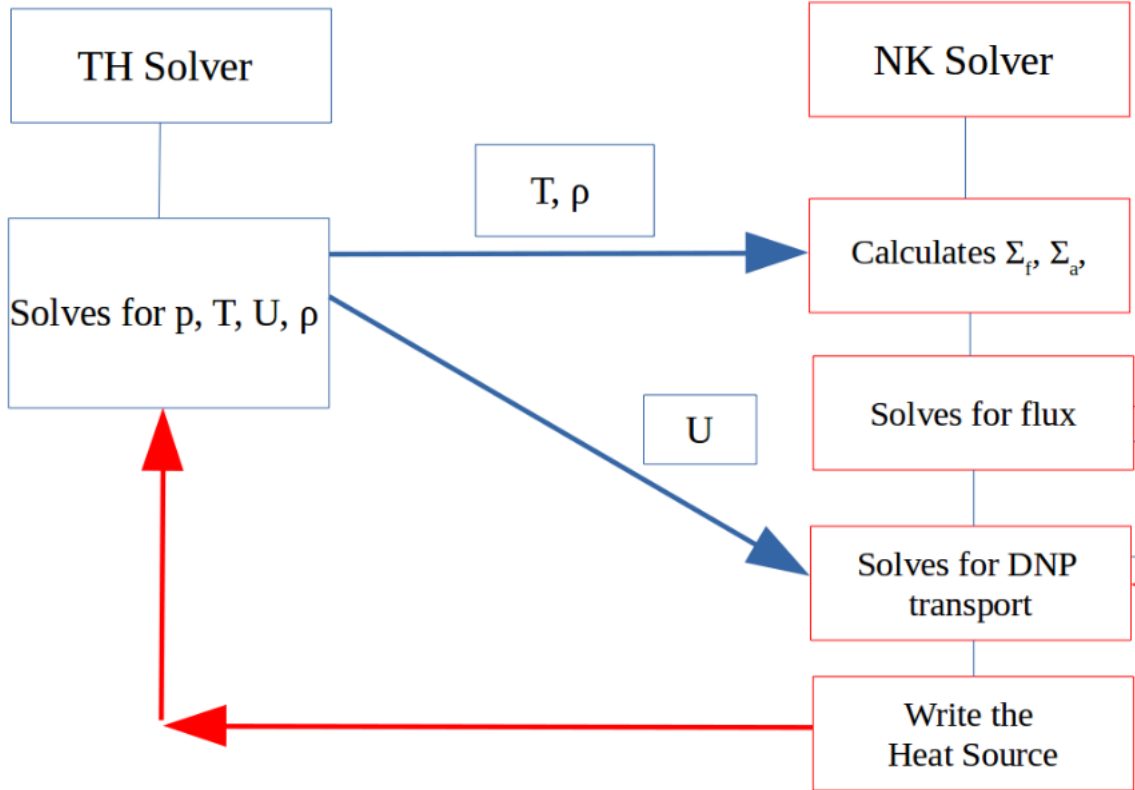 TH Solver
NK Solver
T, ρ
Calculates Σf, Σa,
Solves for p, T, U, ρ
Solves for flux
U
Solves for DNP
transport
Write the
Heat Source